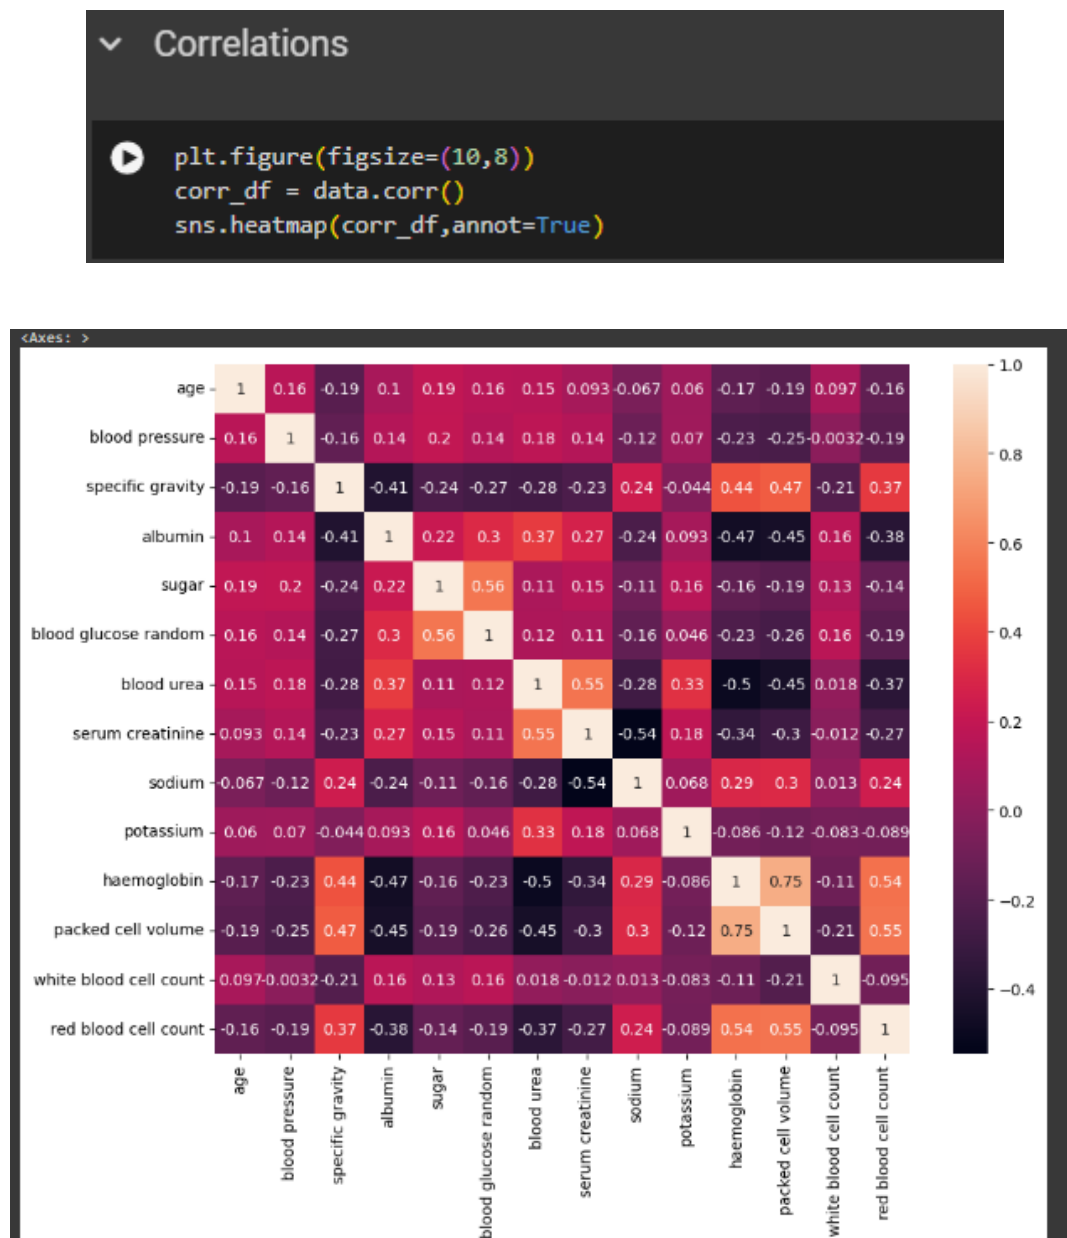 Correlations
plt.figure(figsize=(10,8))
corr_df = data.corr()
sns.heatmap(corr_df,annot=True)
<Axes: >
age 1 0.16 -0.19 0.1 0.19 0.16 0.15 0.093 -0.067 0.06 -0.17 -0.19 0.097 -0.16
blood pressure 0.16 1 -0.16 0.14 0.2 0.14 0.18 0.14 -0.12 0.07 -0.23 -0.25 -0.0032 -0.19
specific gravity -0.19 -0.16 1 -0.41 -0.24 -0.27 -0.28 -0.23 0.24 -0.044 0.44 0.47 -0.21 0.37
albumin 0.1 0.14 -0.41 1 0.22 0.3 0.37 0.27 -0.24 0.093 -0.47 -0.45 0.16 -0.38
sugar 0.19 0.2 -0.24 0.22 1 0.56 0.11 0.15 -0.11 0.16 -0.16 -0.19 0.13 -0.14
blood glucose random 0.16 0.14 -0.27 0.3 0.56 1 0.12 0.11 -0.16 0.046 -0.23 -0.26 0.16 -0.19
blood urea 0.15 0.18 -0.28 0.37 0.11 0.12 1 0.55 -0.28 0.33 -0.5 -0.45 0.018 -0.37
serum creatinine 0.093 0.14 -0.23 0.27 0.15 0.11 0.55 1 -0.54 0.18 -0.34 -0.3 -0.012 -0.27
sodium -0.067 -0.12 0.24 -0.24 -0.11 -0.16 -0.28 -0.54 1 0.068 0.29 0.3 0.013 0.24
potassium 0.06 0.07 -0.044 0.093 0.16 0.046 0.33 0.18 0.068 1 -0.086 -0.12 -0.083 -0.089
haemoglobin -0.17 -0.23 0.44 -0.47 -0.16 -0.23 -0.5 -0.34 0.29 -0.086 1 0.75 -0.11 0.54
packed cell volume -0.19 -0.25 0.47 -0.45 -0.19 -0.26 -0.45 -0.3 0.3 -0.12 0.75 1 -0.21 0.55
white blood cell count 0.097 -0.0032 -0.21 0.16 0.13 0.16 0.018 -0.012 0.013 -0.083 -0.11 -0.21 1 -0.095
red blood cell count -0.16 -0.19 0.37 -0.38 -0.14 -0.19 -0.37 -0.27 0.24 -0.089 0.54 0.55 -0.095 1
age
blood pressure
specific gravity
albumin
sugar
blood glucose random
blood urea
serum creatinine
sodium
potassium
haemoglobin
packed cell volume
white blood cell count
red blood cell count
1.0
0.8
0.6
0.4
0.2
0.0
−0.2
−0.4